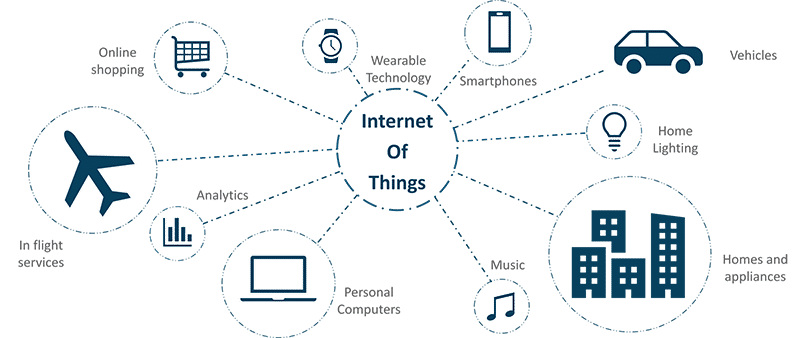 Online
shopping
Wearable
Technology
Smartphones
Vehicles
Internet
Of
Things
Home
Lighting
Analytics
In flight
services
Music
Homes and
appliances
Personal
Computers